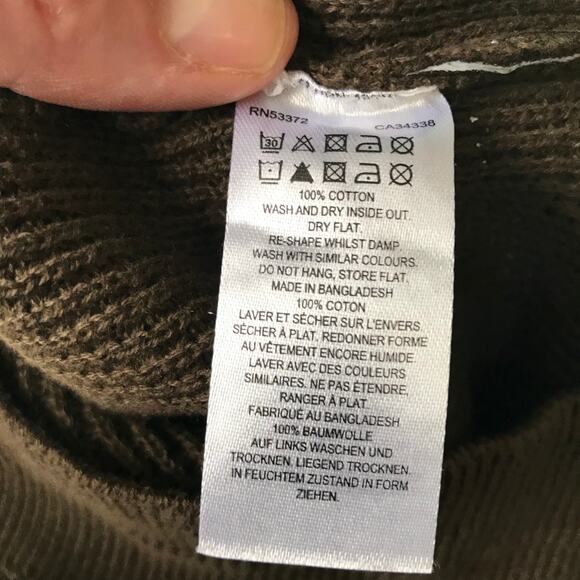 RN53372 CA34338
30
100% COTTON
WASH AND DRY INSIDE OUT.
DRY FLAT.
RE-SHAPE WHILST DAMP.
WASH WITH SIMILAR COLOURS.
DO NOT HANG, STORE FLAT.
MADE IN BANGLADESH
100% COTON
LAVER ET SÉCHER SUR L'ENVERS.
SÉCHER À PLAT. REDONNER FORME
AU VÊTEMENT ENCORE HUMIDE.
LAVER AVEC DES COULEURS
SIMILAIRES. NE PAS ÉTENDRE,
RANGER À PLAT
FABRIQUÉ AU BANGLADESH
100% BAUMWOLLE
AUF LINKS WASCHEN UND
TROCKNEN. LIEGEND TROCKNEN.
IN FEUCHTEM ZUSTAND IN FORM
ZIEHEN.